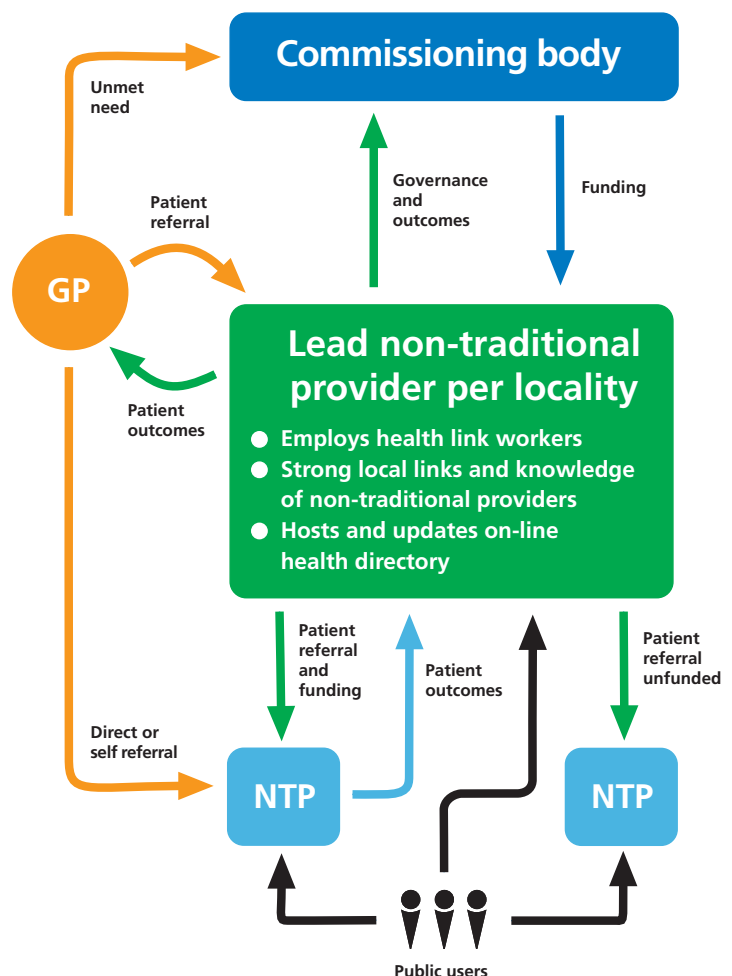 Commissioning body
Unmet
need
Governance
and
outcomes
Funding
Patient
referral
GP
Lead non-traditional
provider per locality
Employs health link workers
Strong local links and knowledge
of non-traditional providers
Hosts and updates on-line
health directory
Patient
outcomes
Patient
referral
and
funding
Patient
outcomes
Patient
referral
unfunded
Direct or
self referral
NTP
NTP
Public users